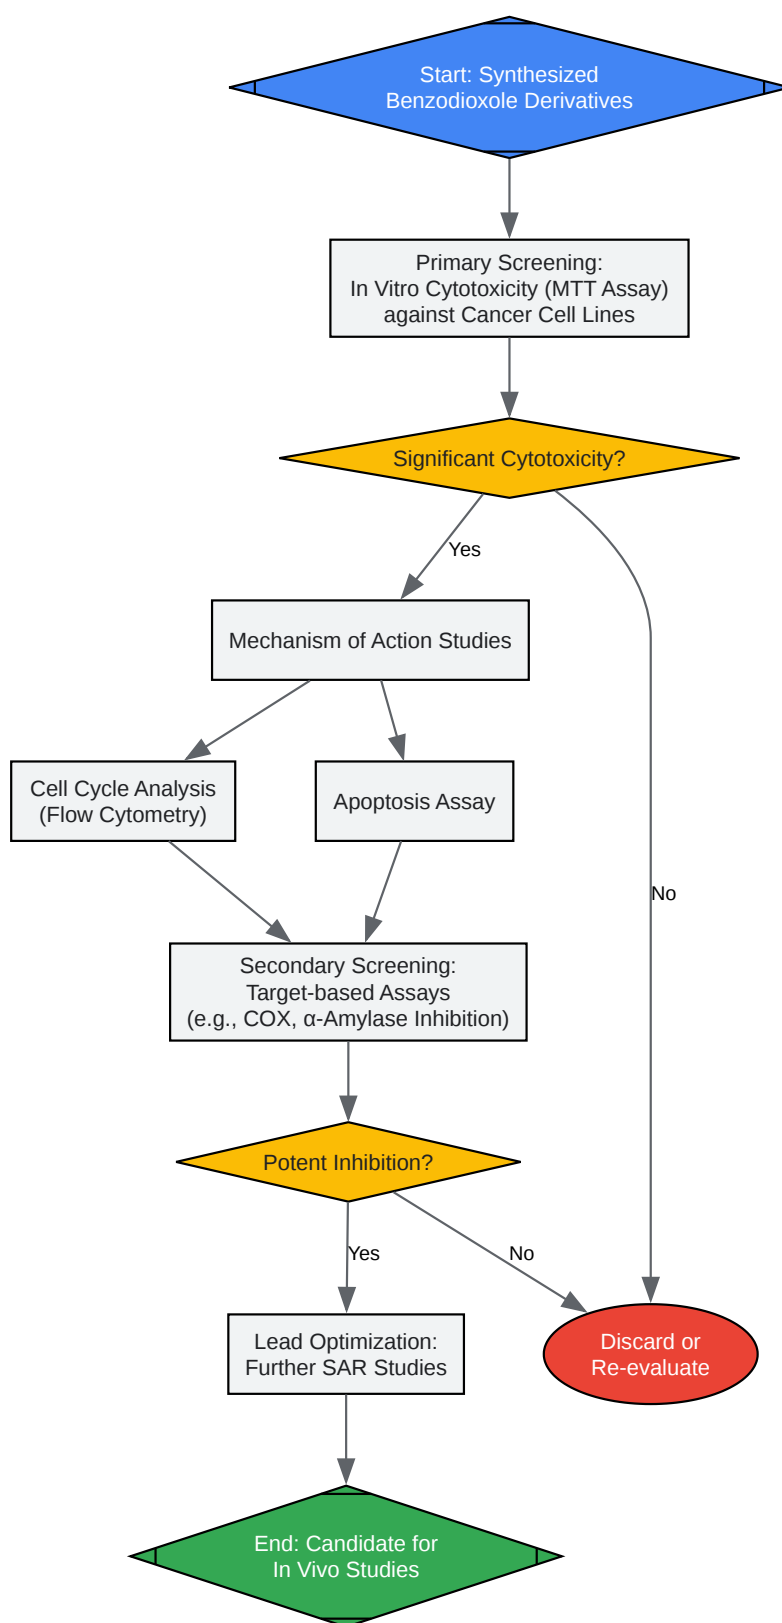 Start: Synthesized
Benzodioxole Derivatives
Primary Screening:
In Vitro Cytotoxicity (MTT Assay)
against Cancer Cell Lines
Significant Cytotoxicity?
Yes
Mechanism of Action Studies
Cell Cycle Analysis
(Flow Cytometry)
Apoptosis Assay
No
Secondary Screening:
Target-based Assays
(e.g., COX, α-Amylase Inhibition)
Potent Inhibition?
Yes
No
Lead Optimization:
Further SAR Studies
Discard or
Re-evaluate
End: Candidate for
In Vivo Studies